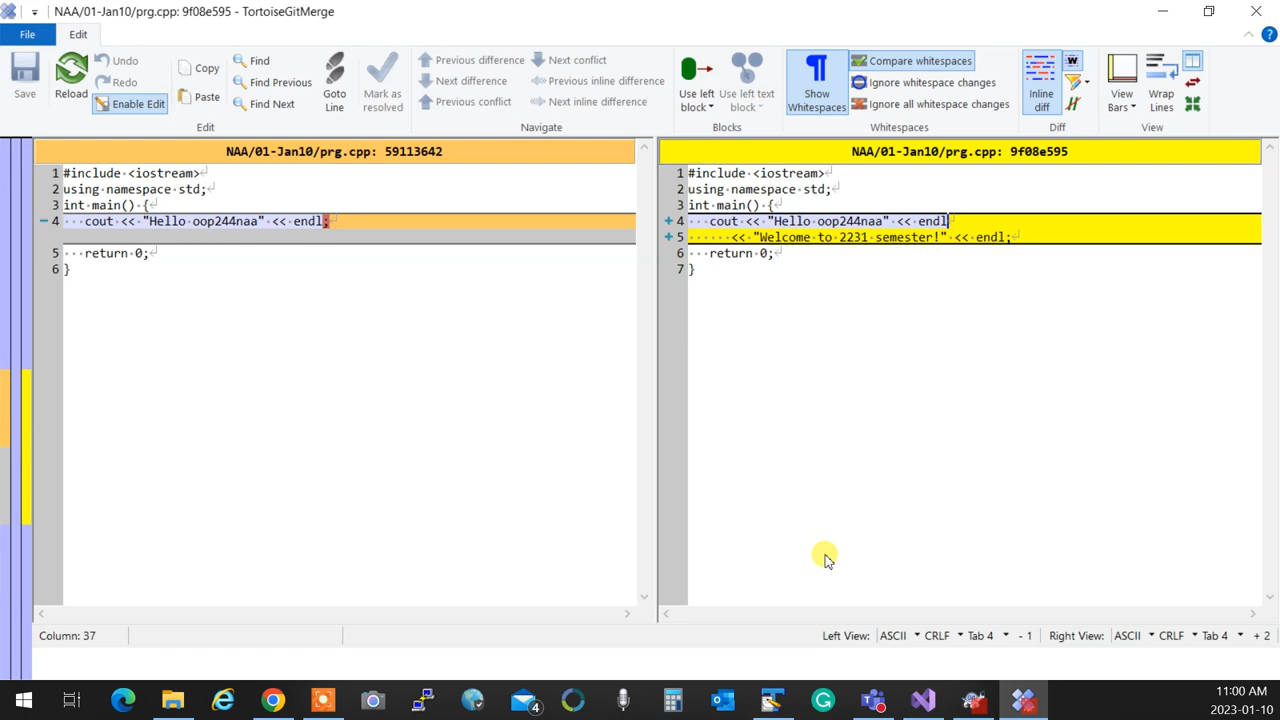 NAA/01-Jan10/prg.cpp: 9f08e595 - TortoiseGitMerge
File
Edit
Save
Reload
Undo
Redo
Enable Edit
Copy
Paste
Find
Find Previous
Find Next
Edit
Goto
Line
Mark as
resolved
Previous difference
Next difference
Previous conflict
Next conflict
Previous inline difference
Next inline difference
Navigate
Use left
block
Use left text
block
Blocks
Show
Whitespaces
Compare whitespaces
Ignore whitespace changes
Ignore all whitespace changes
Whitespaces
Inline
diff
Diff
View
Bars
Wrap
Lines
View
NAA/01-Jan10/prg.cpp: 59113642
1 #include·<iostream>
2 using·namespace·std;
3 int·main()·{
4 ···cout·<<·"Hello·oop244naa"·<<·endl;
5 ···return·0;
6 }
NAA/01-Jan10/prg.cpp: 9f08e595
1 #include·<iostream>
2 using·namespace·std;
3 int·main()·{
4 ···cout·<<·"Hello·oop244naa"·<<·endl
5 ······<<·"Welcome·to·2231·semester!"·<<·endl;
6 ···return·0;
7 }
Column: 37
Left View: ASCII CRLF Tab 4 - 1
Right View: ASCII CRLF Tab 4 + 2
4
11:00 AM
2023-01-10